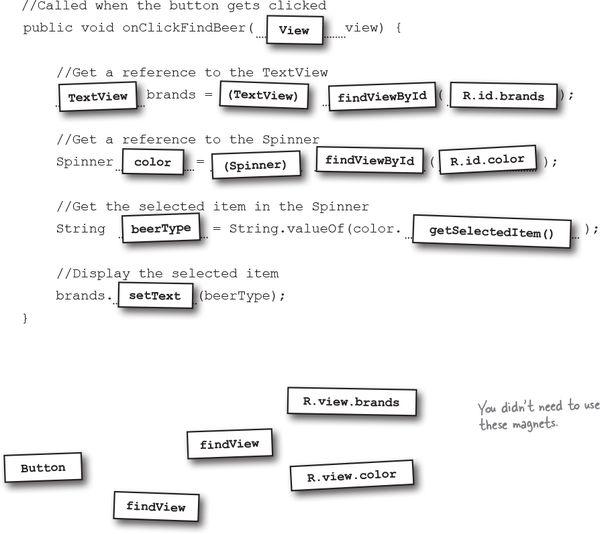 //Called when the button gets clicked
public void onClickFindBeer( View view) {
//Get a reference to the TextView
TextView brands = (TextView) findViewById ( R.id.brands );
//Get a reference to the Spinner
Spinner color = (Spinner) findViewById ( R.id.color );
//Get the selected item in the Spinner
String beerType = String.valueOf(color. getSelectedItem() );
//Display the selected item
brands. setText (beerType);
}
R.view.brands
You didn't need to use
these magnets.
findView
Button
R.view.color
findView